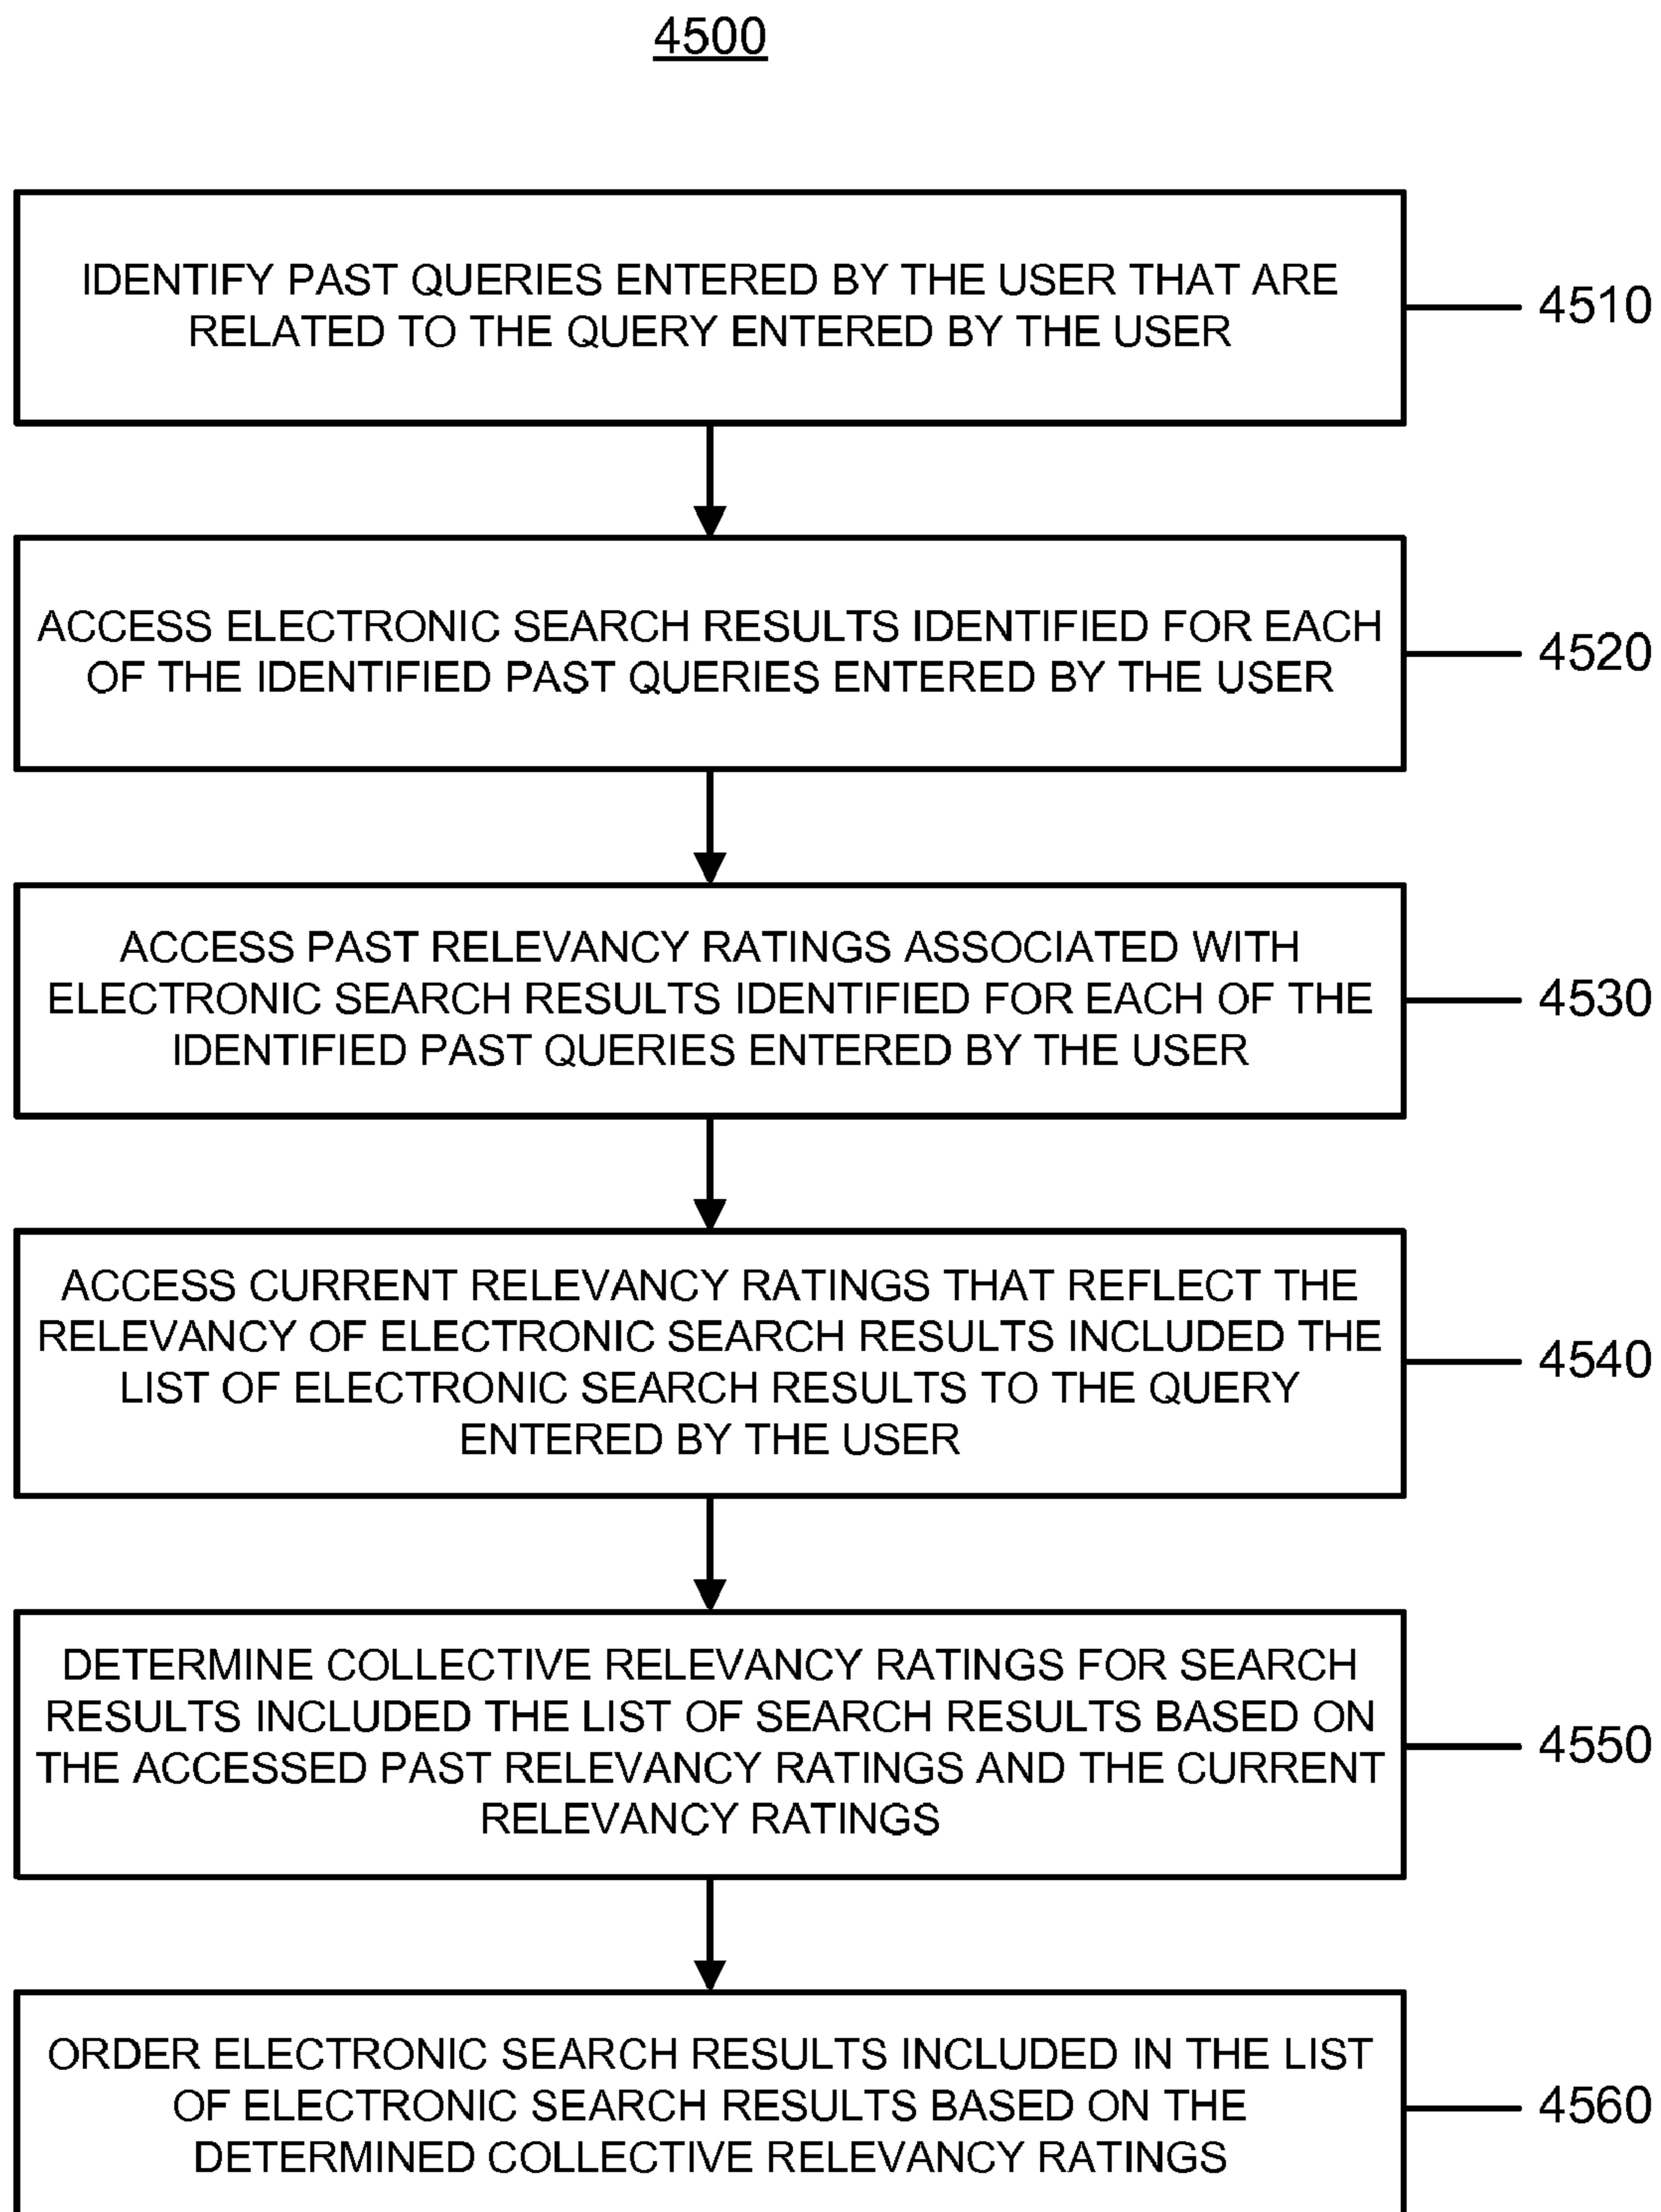 4500
IDENTIFY PAST QUERIES ENTERED BY THE USER THAT ARE
RELATED TO THE QUERY ENTERED BY THE USER
4510
ACCESS ELECTRONIC SEARCH RESULTS IDENTIFIED FOR EACH
OF THE IDENTIFIED PAST QUERIES ENTERED BY THE USER
4520
ACCESS PAST RELEVANCY RATINGS ASSOCIATED WITH
ELECTRONIC SEARCH RESULTS IDENTIFIED FOR EACH OF THE
IDENTIFIED PAST QUERIES ENTERED BY THE USER
4530
ACCESS CURRENT RELEVANCY RATINGS THAT REFLECT THE
RELEVANCY OF ELECTRONIC SEARCH RESULTS INCLUDED THE
LIST OF ELECTRONIC SEARCH RESULTS TO THE QUERY
ENTERED BY THE USER
4540
DETERMINE COLLECTIVE RELEVANCY RATINGS FOR SEARCH
RESULTS INCLUDED THE LIST OF SEARCH RESULTS BASED ON
THE ACCESSED PAST RELEVANCY RATINGS AND THE CURRENT
RELEVANCY RATINGS
4550
ORDER ELECTRONIC SEARCH RESULTS INCLUDED IN THE LIST
OF ELECTRONIC SEARCH RESULTS BASED ON THE
DETERMINED COLLECTIVE RELEVANCY RATINGS
4560